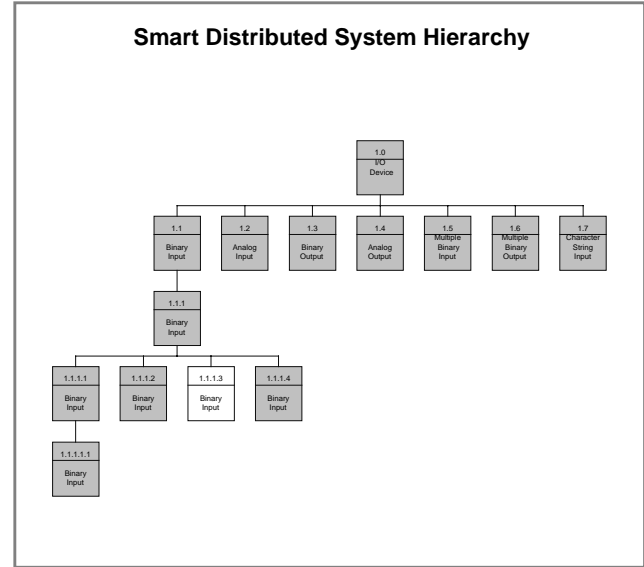 Smart Distributed System Hierarchy
1.0
I/O
Device
1.1
Binary
Input
1.2
Analog
Input
1.3
Binary
Output
1.4
Analog
Output
1.5
Multiple
Binary
Input
1.6
Multiple
Binary
Output
1.7
Character
String
Input
1.1.1
Binary
Input
1.1.1.1
Binary
Input
1.1.1.2
Binary
Input
1.1.1.3
Binary
Input
1.1.1.4
Binary
Input
1.1.1.1.1
Binary
Input